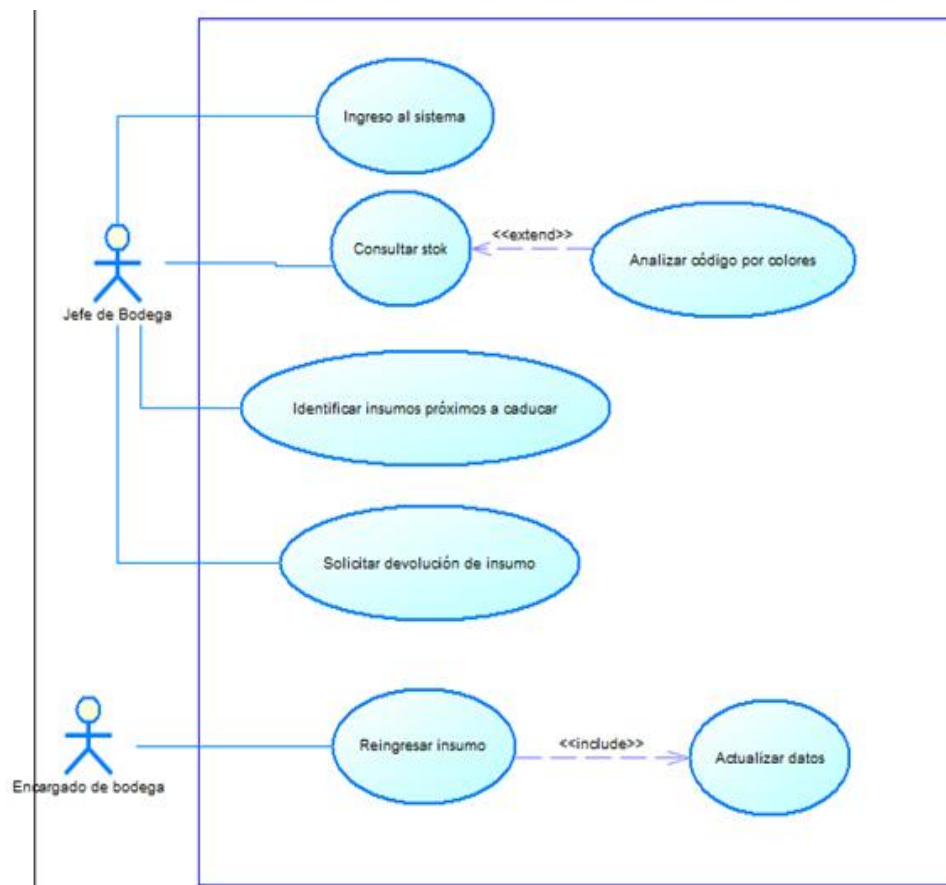 Ingreso al sistema
Consultar stok
<<extend>>
Analizar código por colores
Jefe de Bodega
Identificar insumos próximos a caducar
Solicitar devolución de insumo
Reingresar insumo
<<include>>
Actualizar datos
Encargado de bodega